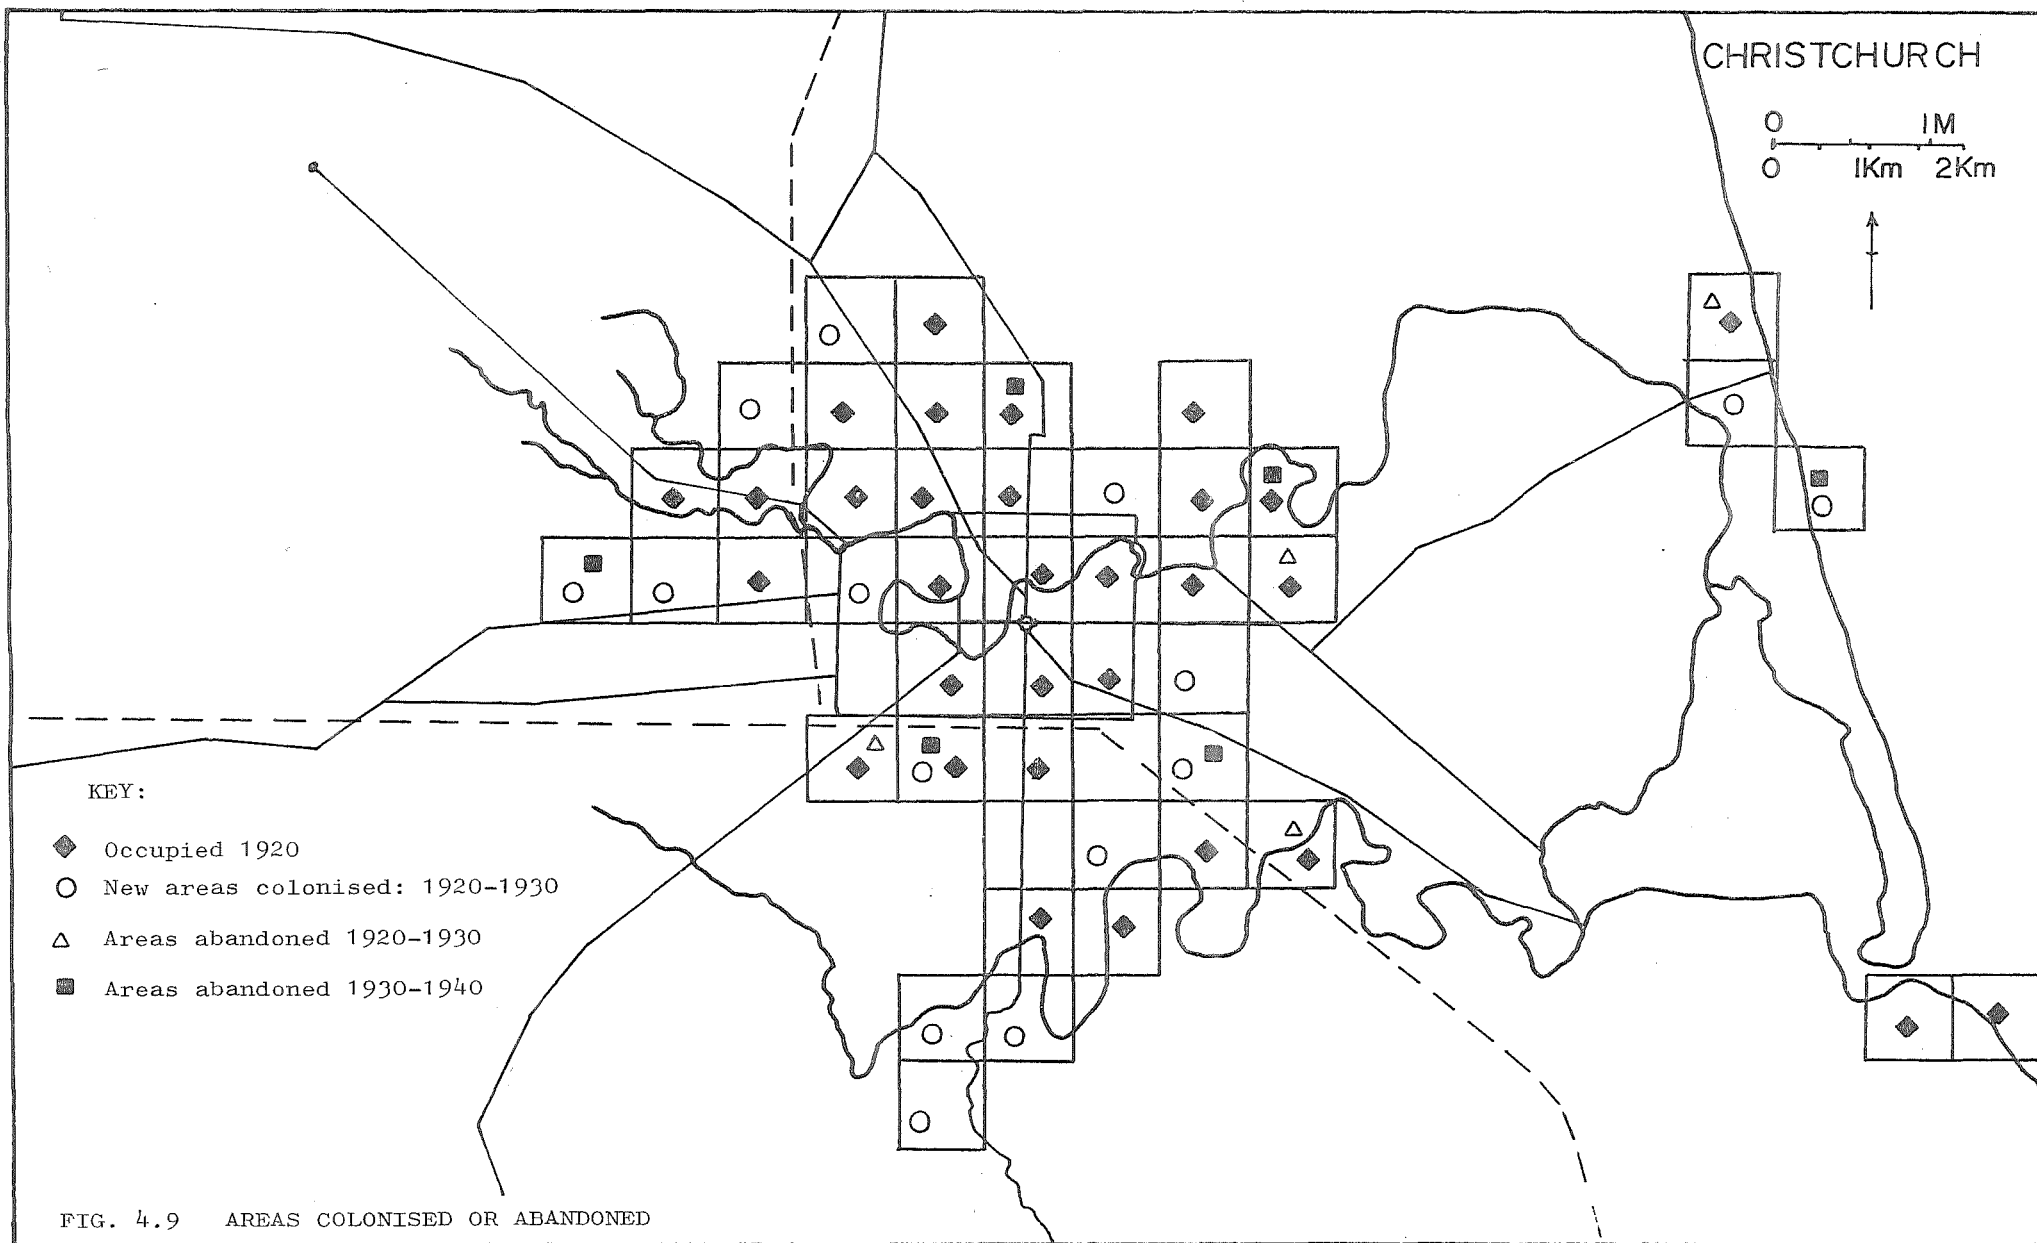 CHRISTCHURCH
0 1M
0 1Km 2Km
KEY:
Occupied 1920
New areas colonised: 1920-1930
Areas abandoned 1920-1930
Areas abandoned 1930-1940
FIG. 4.9 AREAS COLONISED OR ABANDONED